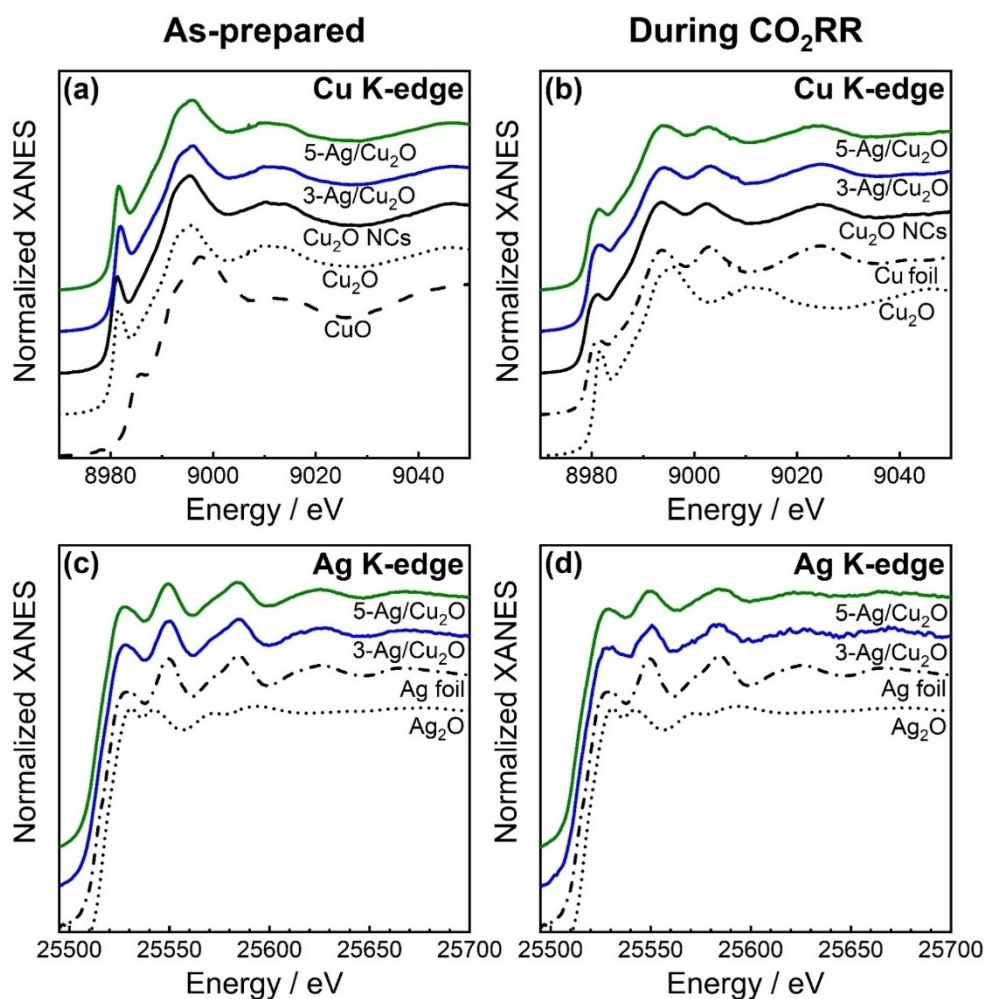 As-prepared
During CO₂RR
(a)
Cu K-edge
5-Ag/Cu₂O
3-Ag/Cu₂O
Cu₂O NCs
Cu₂O
CuO
Normalized XANES
8980 9000 9020 9040
Energy / eV
(b)
Cu K-edge
5-Ag/Cu₂O
3-Ag/Cu₂O
Cu₂O NCs
Cu foil
Cu₂O
Normalized XANES
8980 9000 9020 9040
Energy / eV
(c)
Ag K-edge
5-Ag/Cu₂O
3-Ag/Cu₂O
Ag foil
Ag₂O
Normalized XANES
25500 25550 25600 25650 25700
Energy / eV
(d)
Ag K-edge
5-Ag/Cu₂O
3-Ag/Cu₂O
Ag foil
Ag₂O
Normalized XANES
25500 25550 25600 25650 25700
Energy / eV